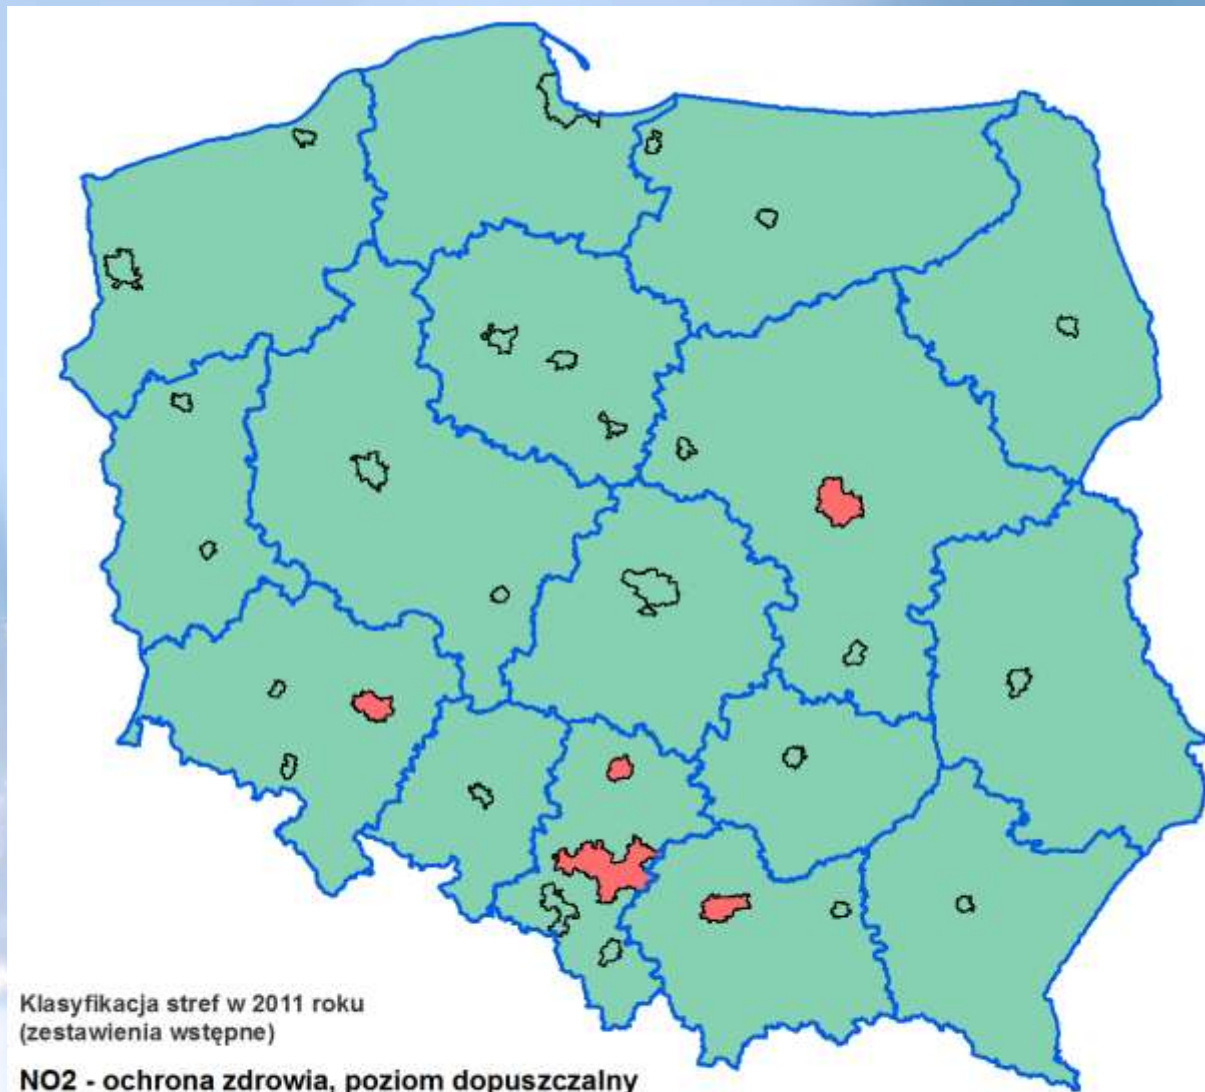 Klasyfikacja stref w 2011 roku
(zestawienia wstępne)
NO2 - ochrona zdrowia, poziom dopuszczalny